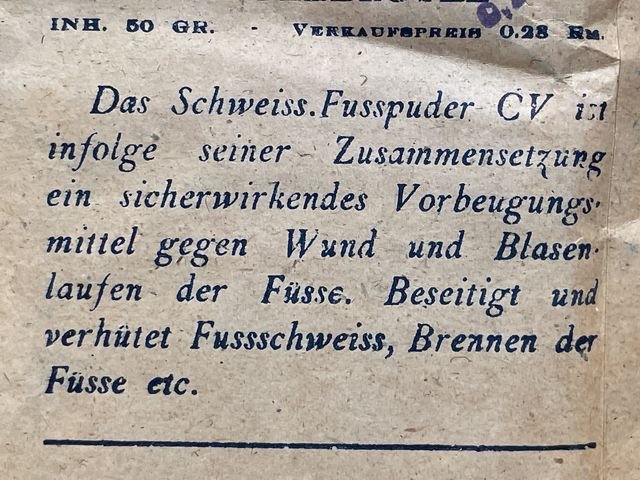 INH. 50 GR. - VERKAUFSPREIS 0.28 RM.
Das Schweiss.Fusspuder CV ist
infolge seiner Zusammensetzung
ein sicherwirkendes Vorbeugungs-
mittel gegen Wund und Blasen-
laufen der Füsse. Beseitigt und
verhütet Fussschweiss, Brennen der
Füsse etc.